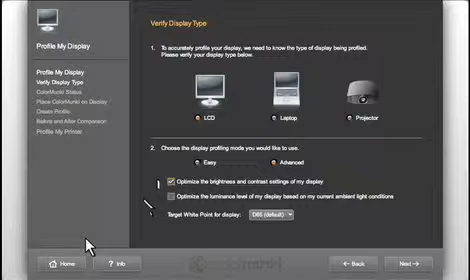 Verify Display Type
Profile My Display
1. To accurately profile your display, we need to know the type of display being profiled.
Please verify your display type below.
Profile My Display
Verify Display Type
ColorMunki Status
Place ColorMunki on Display
Create Profile
Before and After Comparison
Profile My Printer
LCD
Laptop
Projector
2. Choose the display profiling mode you would like to use.
Easy
Advanced
Optimize the brightness and contrast settings of my display
Optimize the luminance level of my display based on my current ambient light conditions
Target White Point for display:
D65 (default)
Home
? Info
colormunki
Back
Next